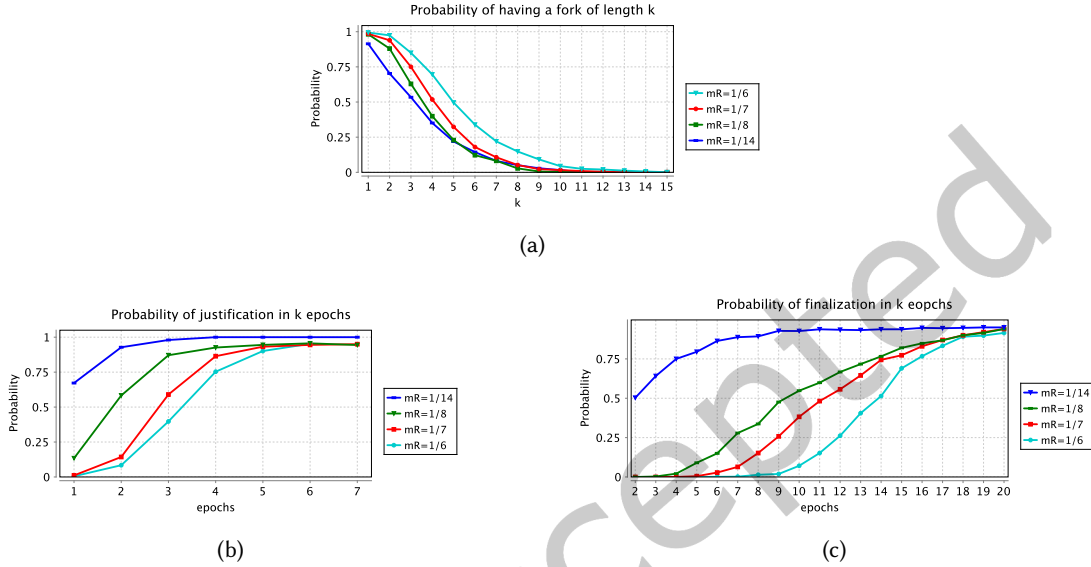 Probability of having a fork of length k
1
0.75
0.5
0.25
0
Probability
1 2 3 4 5 6 7 8 9 10 11 12 13 14 15
k
mR=1/6
mR=1/7
mR=1/8
mR=1/14
(a)
Probability of justification in k epochs
1
0.75
0.5
0.25
0
Probability
1 2 3 4 5 6 7
epochs
mR=1/14
mR=1/8
mR=1/7
mR=1/6
(b)
Probability of finalization in k eopchs
0.75
0.5
0.25
0
Probability
2 3 4 5 6 7 8 9 10 11 12 13 14 15 16 17 18 19 20
epochs
mR=1/14
mR=1/8
mR=1/7
mR=1/6
(c)
cepted